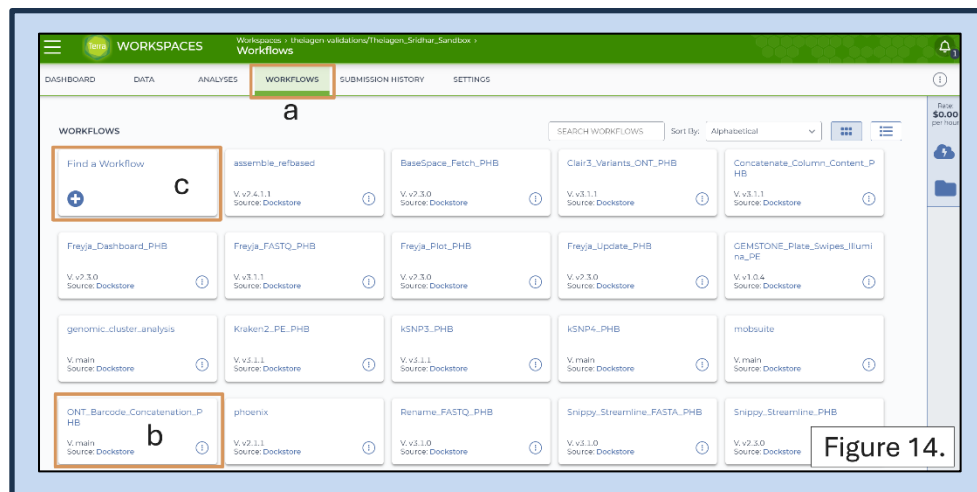 Terra
WORKSPACES
Workspaces › theiagen-validations/Theiagen_Sridhar_Sandbox ›
Workflows
1
DASHBOARD DATA ANALYSES WORKFLOWS SUBMISSION HISTORY SETTINGS
a
Rate:
$0.00
per hour
WORKFLOWS
SEARCH WORKFLOWS Sort By: Alphabetical
Find a Workflow
c
assemble_refbased
V. v2.4.1.1
Source: Dockstore
BaseSpace_Fetch_PHB
V. v2.3.0
Source: Dockstore
Clair3_Variants_ONT_PHB
V. v3.1.1
Source: Dockstore
Concatenate_Column_Content_P
HB
V. v3.1.1
Source: Dockstore
Freyja_Dashboard_PHB
V. v2.3.0
Source: Dockstore
Freyja_FASTQ_PHB
V. v3.1.1
Source: Dockstore
Freyja_Plot_PHB
V. v2.3.0
Source: Dockstore
Freyja_Update_PHB
V. v2.3.0
Source: Dockstore
GEMSTONE_Plate_Swipes_Illumi
na_PE
V. v1.0.4
Source: Dockstore
genomic_cluster_analysis
V. main
Source: Dockstore
Kraken2_PE_PHB
V. v3.1.1
Source: Dockstore
kSNP3_PHB
V. v3.1.1
Source: Dockstore
kSNP4_PHB
V. main
Source: Dockstore
mobsuite
V. main
Source: Dockstore
ONT_Barcode_Concatenation_P
HB
V. main
Source: Dockstore
b
phoenix
V. v2.1.1
Source: Dockstore
Rename_FASTQ_PHB
V. v3.1.0
Source: Dockstore
Snippy_Streamline_FASTA_PHB
V. v3.1.0
Source: Dockstore
Snippy_Streamline_PHB
V. v2.3.0
Source: Dockstore
Figure 14.